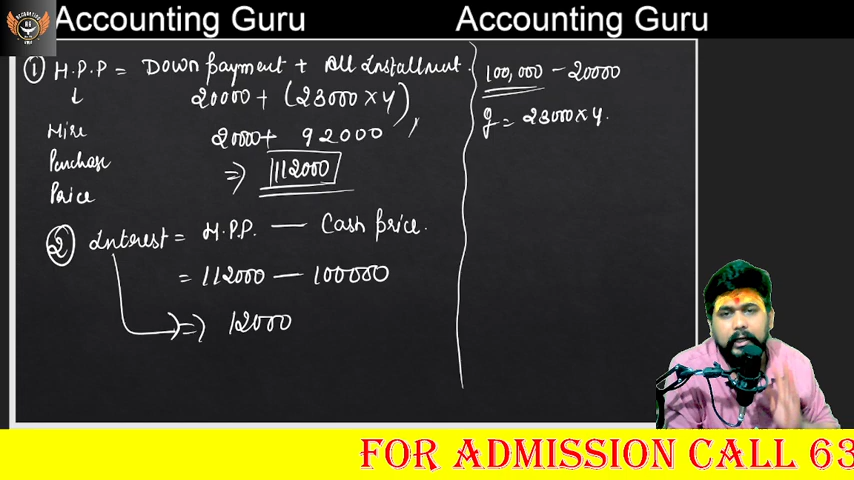 Accounting Guru
Accounting Guru
① H.P.P = Down payment + All Installment.
↓
20000 + (23000 x 4)
Hire
2000+ 92000
Purchase
=> 112000
Price
② Interest = H.P.P. — Cash price.
= 112000 — 100000
=> 12000
100,000 - 20000
= 23000 x 4.
FOR ADMISSION CALL 63